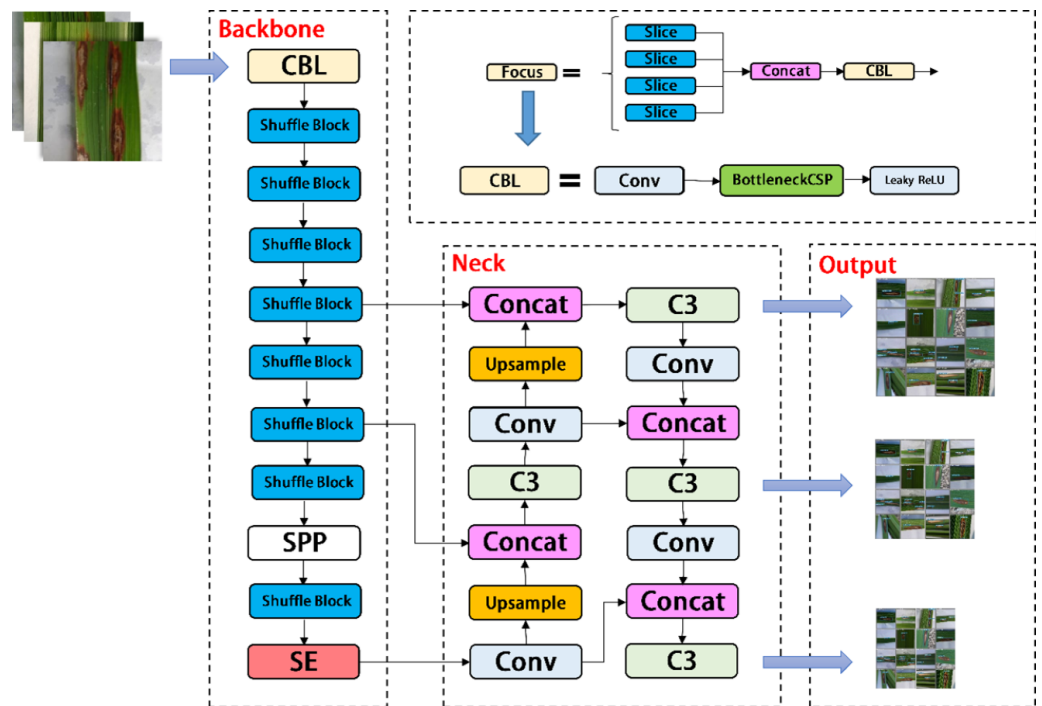 Backbone
CBL
Shuffle Block
Shuffle Block
Shuffle Block
Shuffle Block
Shuffle Block
Shuffle Block
Shuffle Block
SPP
Shuffle Block
SE
Focus
=
Slice
Slice
Slice
Slice
Concat
CBL
CBL
=
Conv
BottleneckCSP
Leaky ReLU
Neck
Concat
C3
Upsample
Conv
Conv
Concat
C3
C3
Concat
Conv
Upsample
Concat
Conv
C3
Output